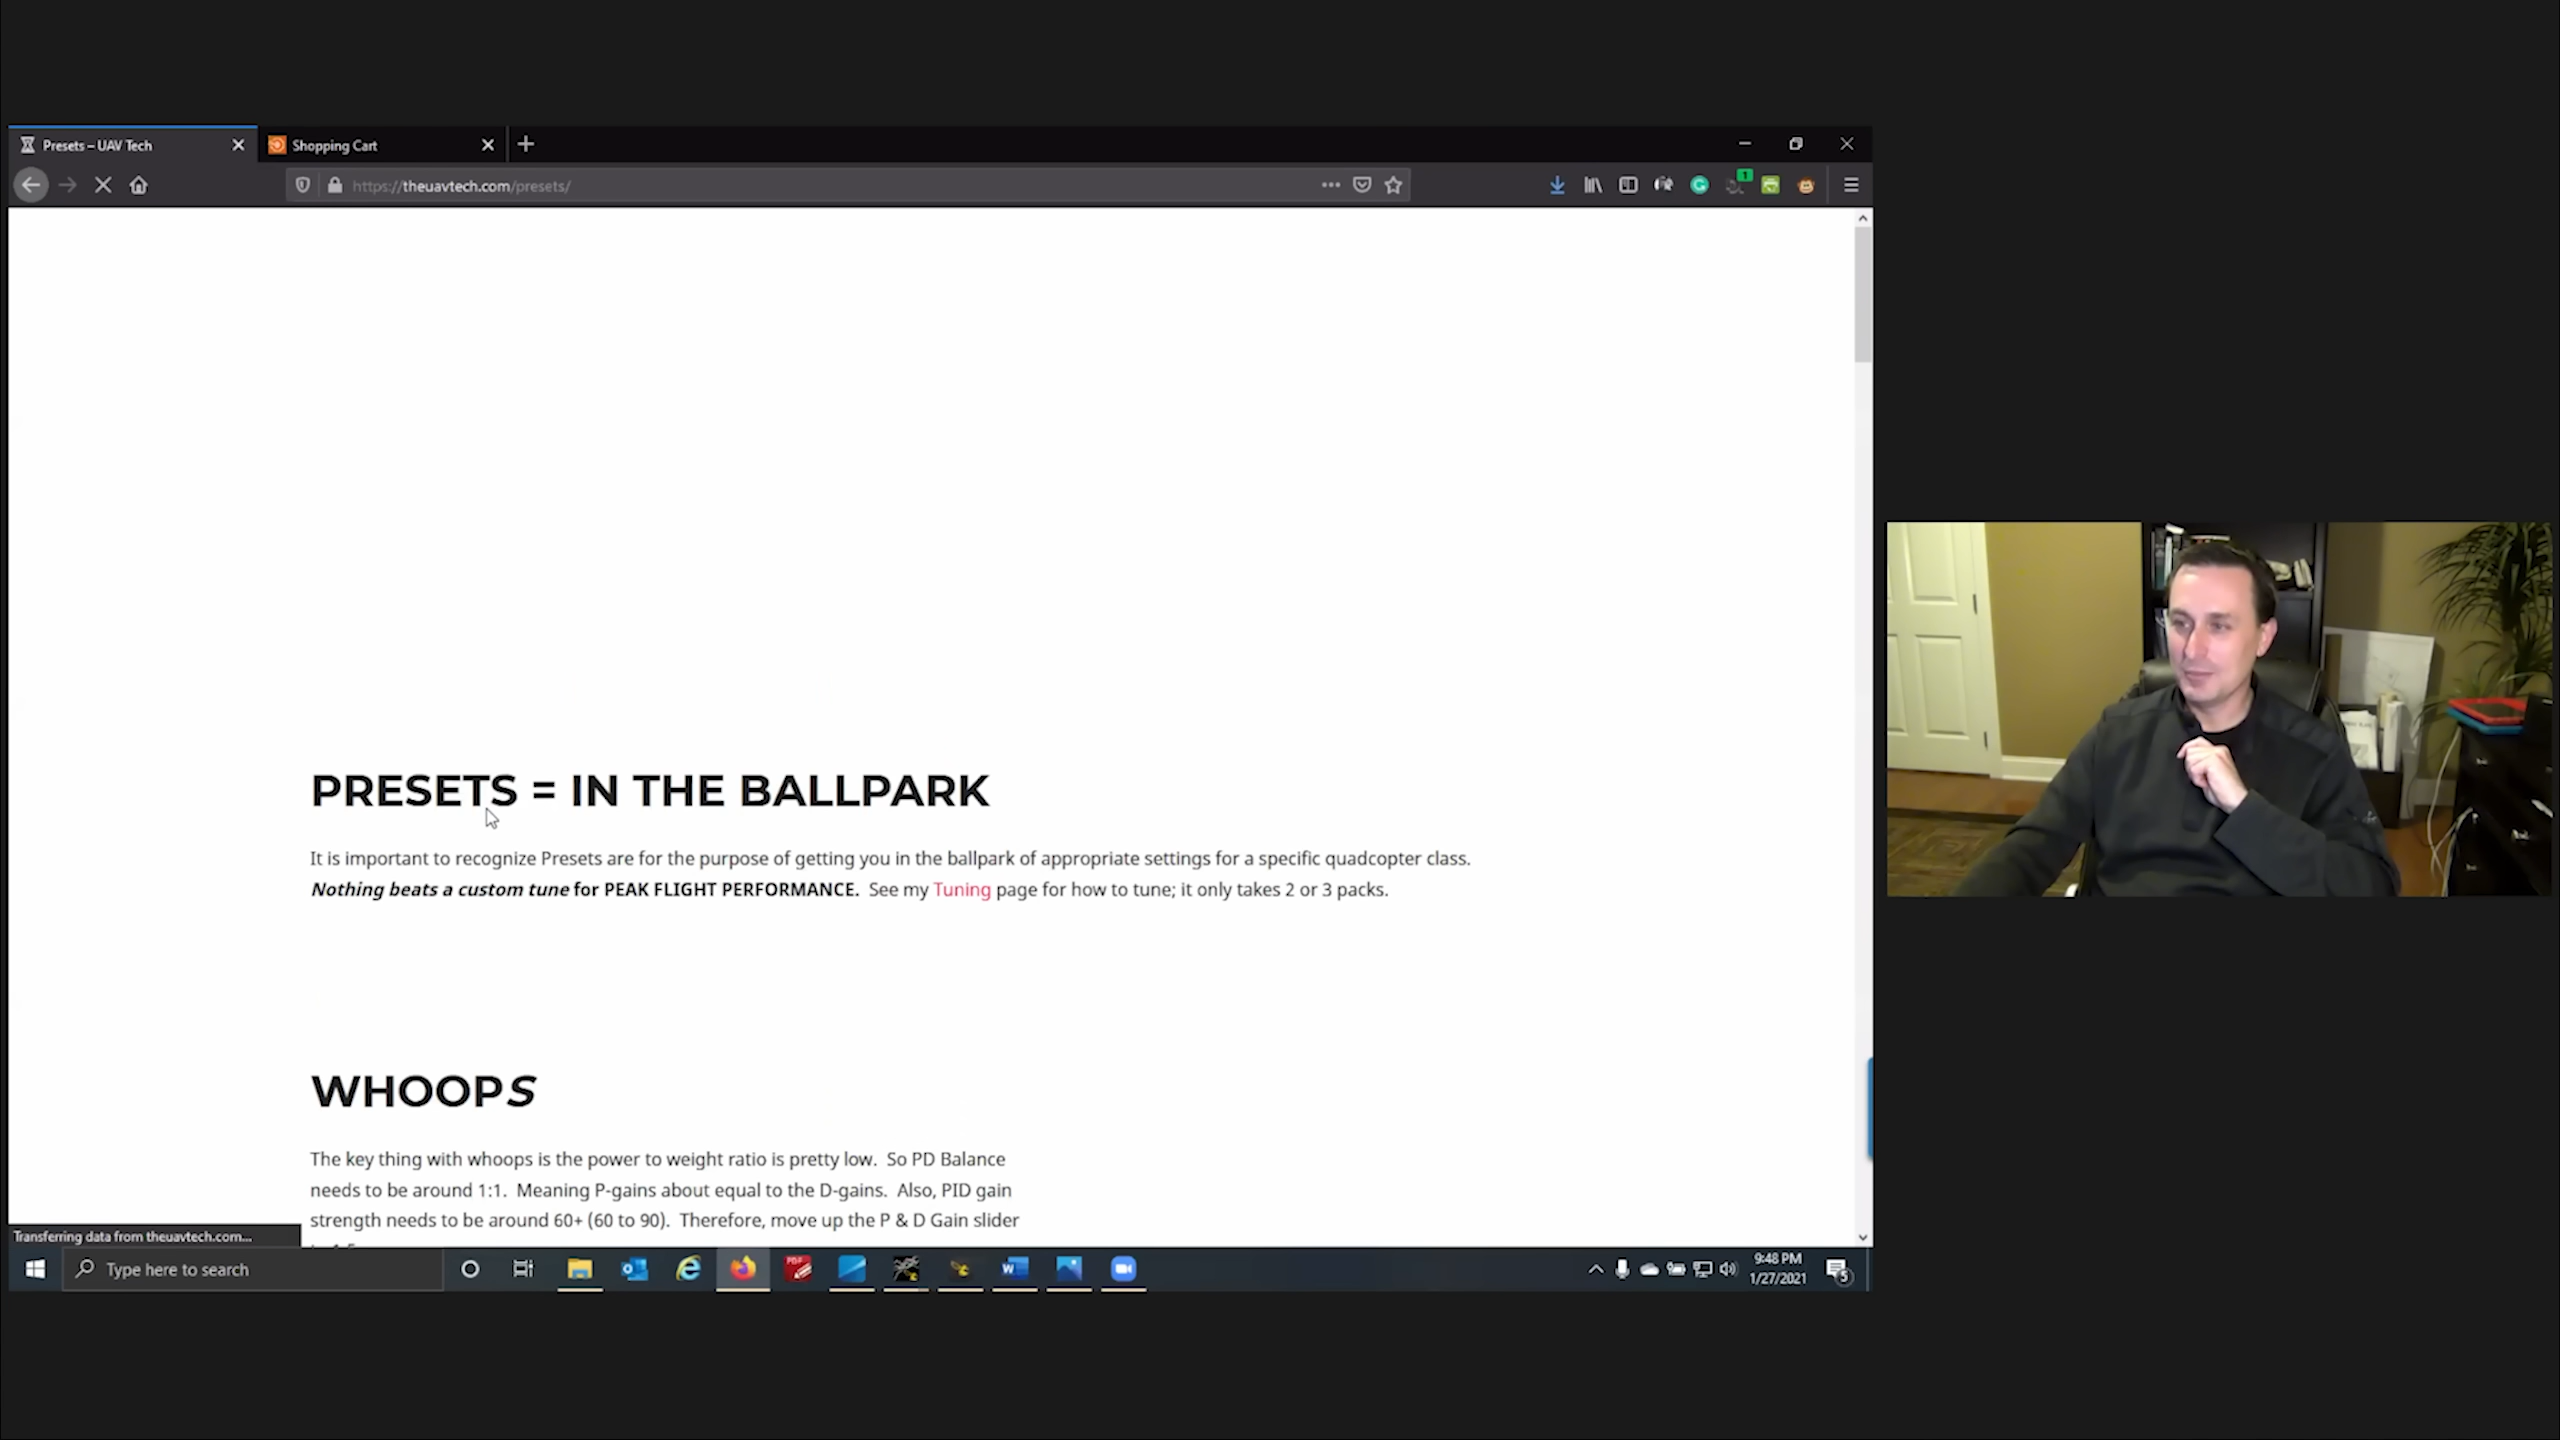 Presets – UAV Tech
Shopping Cart
https://theuavtech.com/presets/
1
PRESETS = IN THE BALLPARK
It is important to recognize Presets are for the purpose of getting you in the ballpark of appropriate settings for a specific quadcopter class.
Nothing beats a custom tune for PEAK FLIGHT PERFORMANCE.  See my Tuning page for how to tune; it only takes 2 or 3 packs.
WHOOPS
The key thing with whoops is the power to weight ratio is pretty low.  So PD Balance
needs to be around 1:1.  Meaning P-gains about equal to the D-gains.  Also, PID gain
strength needs to be around 60+ (60 to 90).  Therefore, move up the P & D Gain slider
Transferring data from theuavtech.com...
Type here to search
9:48 PM
1/27/2021
5